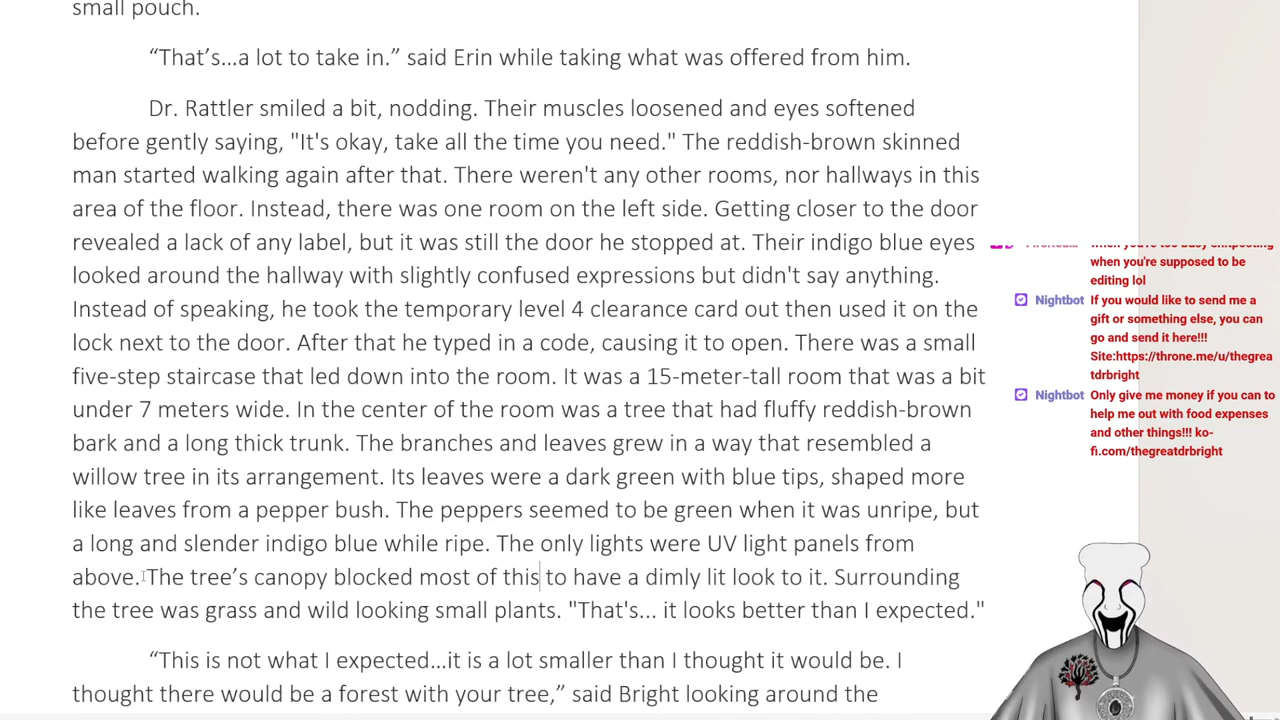 small pouch.
“That’s…a lot to take in.” said Erin while taking what was offered from him.
Dr. Rattler smiled a bit, nodding. Their muscles loosened and eyes softened
before gently saying, "It's okay, take all the time you need." The reddish-brown skinned
man started walking again after that. There weren't any other rooms, nor hallways in this
area of the floor. Instead, there was one room on the left side. Getting closer to the door
revealed a lack of any label, but it was still the door he stopped at. Their indigo blue eyes
looked around the hallway with slightly confused expressions but didn't say anything.
Instead of speaking, he took the temporary level 4 clearance card out then used it on the
lock next to the door. After that he typed in a code, causing it to open. There was a small
five-step staircase that led down into the room. It was a 15-meter-tall room that was a bit
under 7 meters wide. In the center of the room was a tree that had fluffy reddish-brown
bark and a long thick trunk. The branches and leaves grew in a way that resembled a
willow tree in its arrangement. Its leaves were a dark green with blue tips, shaped more
like leaves from a pepper bush. The peppers seemed to be green when it was unripe, but
a long and slender indigo blue while ripe. The only lights were UV light panels from
above. The tree’s canopy blocked most of this to have a dimly lit look to it. Surrounding
the tree was grass and wild looking small plants. "That's... it looks better than I expected."
“This is not what I expected…it is a lot smaller than I thought it would be. I
thought there would be a forest with your tree,” said Bright looking around the
when you're too busy shitposting
when you're supposed to be
editing lol
Nightbot If you would like to send me a
gift or something else, you can
go and send it here!!!
Site:https://throne.me/u/thegrea
tdrbright
Nightbot Only give me money if you can to
help me out with food expenses
and other things!!! ko-
fi.com/thegreatdrbright